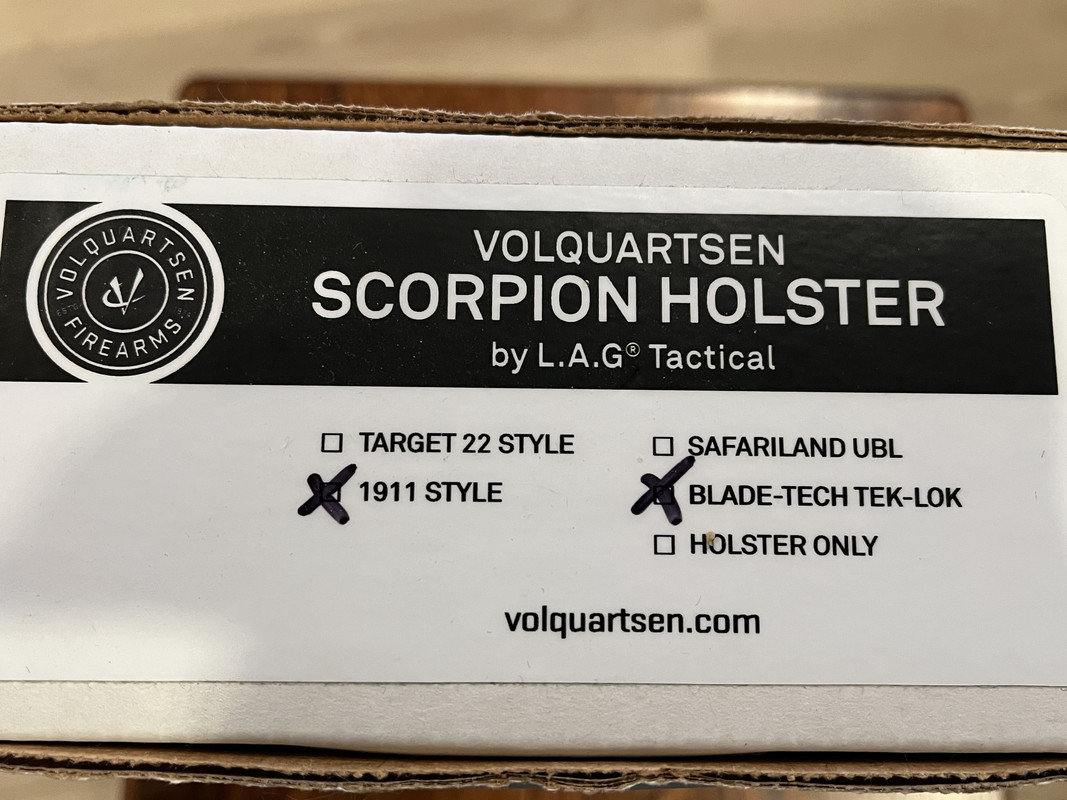 VOLQUARTSEN
FIREARMS
VOLQUARTSEN
SCORPION HOLSTER
by L.A.G® Tactical
☐ TARGET 22 STYLE
☒ 1911 STYLE
☐ SAFARILAND UBL
☒ BLADE-TECH TEK-LOK
☐ HOLSTER ONLY
volquartsen.com